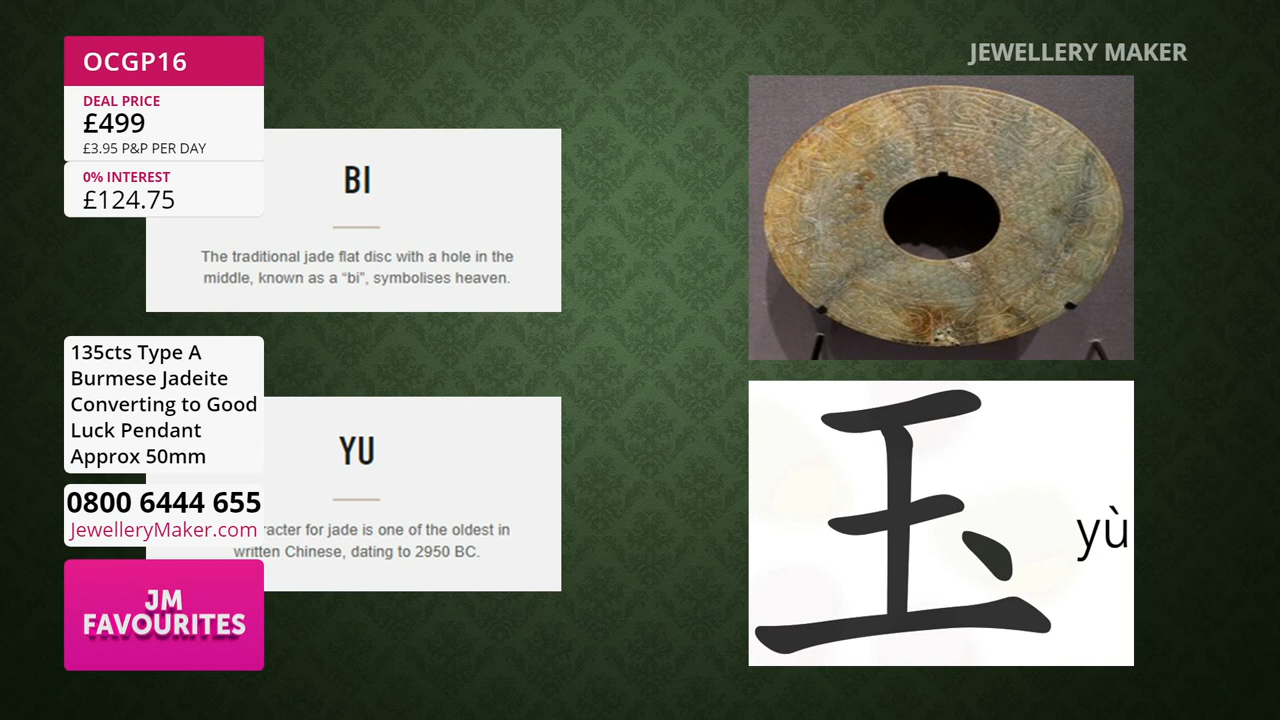 OCGP16
DEAL PRICE
£499
£3.95 P&P PER DAY
0% INTEREST
£124.75
BI
The traditional jade flat disc with a hole in the
middle, known as a “bi”, symbolises heaven.
135cts Type A
Burmese Jadeite
Converting to Good
Luck Pendant
Approx 50mm
0800 6444 655
JewelleryMaker.com
YU
for jade is one of the oldest in
written Chinese, dating to 2950 BC.
JM
FAVOURITES
JEWELLERY MAKER
玉
yù